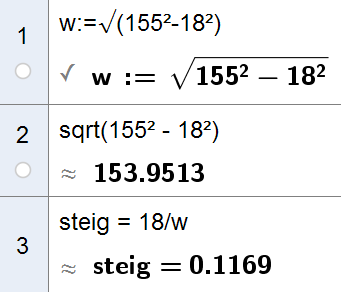 1
w:=√(155²-18²)
✓ w := √155² − 18²
2
sqrt(155² - 18²)
≈ 153.9513
3
steig = 18/w
≈ steig = 0.1169